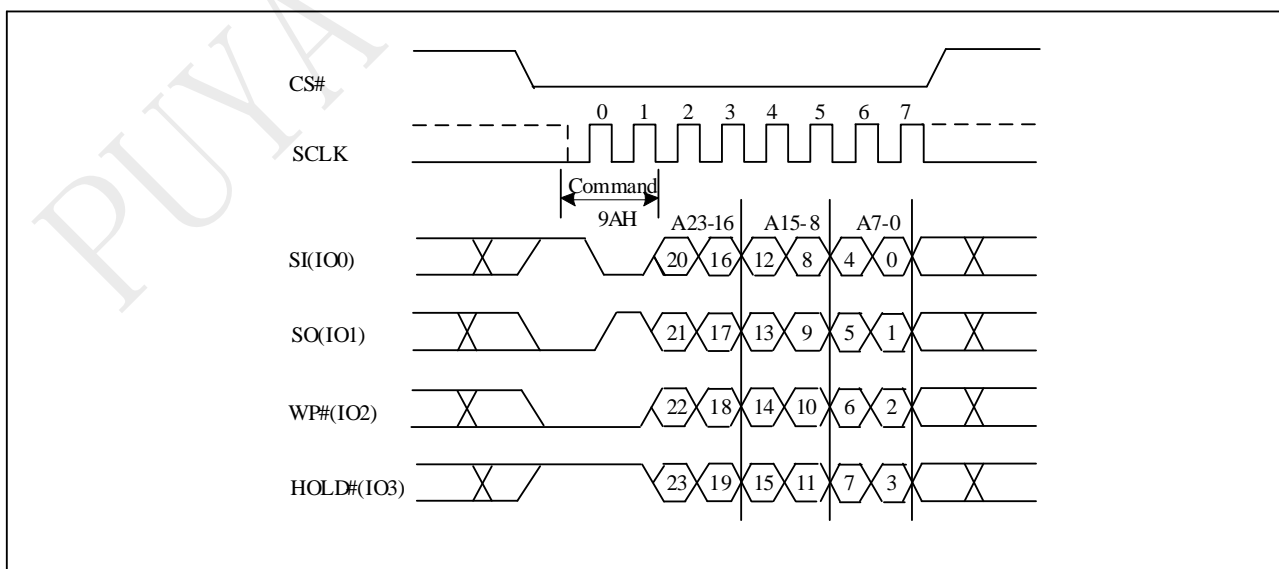 PUYA
CS#
0 1 2 3 4 5 6 7
SCLK
Command
9AH
A23-16 A15-8 A7-0
SI(IO0) 20 16 12 8 4 0
SO(IO1) 21 17 13 9 5 1
WP#(IO2) 22 18 14 10 6 2
HOLD#(IO3) 23 19 15 11 7 3